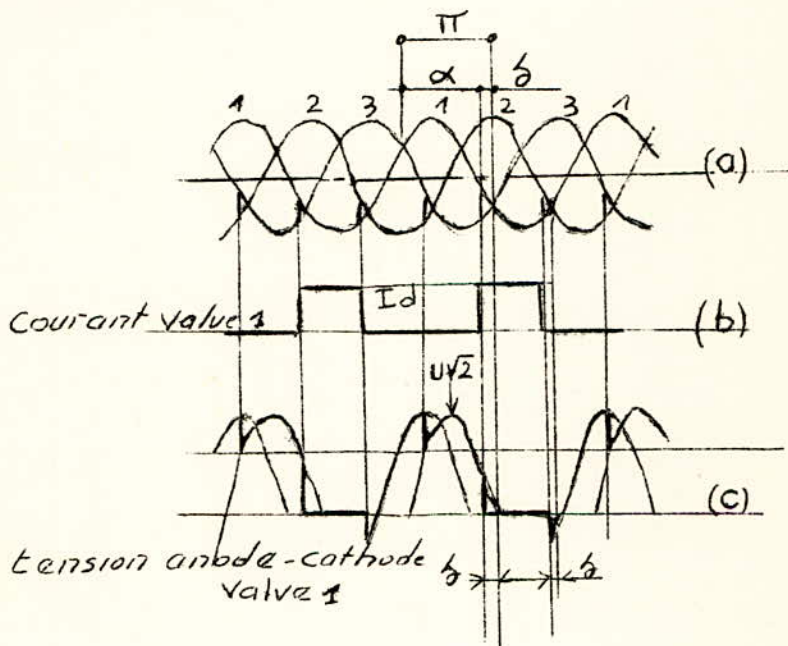 π
α
1 2 3 1 2 3 1
(a)
Id
Courant valve 1
(b)
U√2
(c)
tension anode-cathode
valve 1